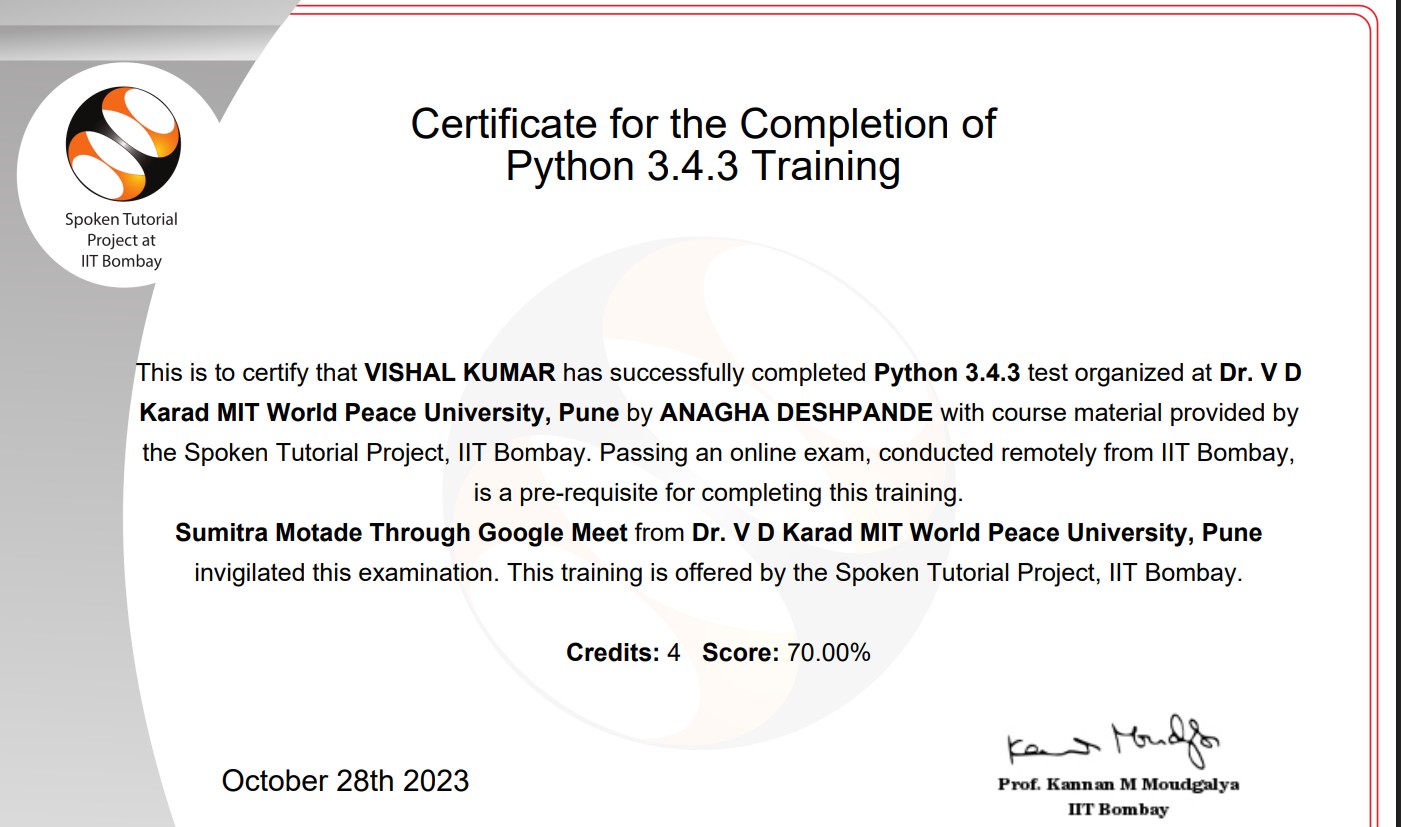 Certificate for the Completion of
Python 3.4.3 Training
Spoken Tutorial
Project at
IIT Bombay
This is to certify that VISHAL KUMAR has successfully completed Python 3.4.3 test organized at Dr. V D
Karad MIT World Peace University, Pune by ANAGHA DESHPANDE with course material provided by
the Spoken Tutorial Project, IIT Bombay. Passing an online exam, conducted remotely from IIT Bombay,
is a pre-requisite for completing this training.
Sumitra Motade Through Google Meet from Dr. V D Karad MIT World Peace University, Pune
invigilated this examination. This training is offered by the Spoken Tutorial Project, IIT Bombay.
Credits: 4 Score: 70.00%
October 28th 2023
Prof. Kannan M Moudgalya
IIT Bombay